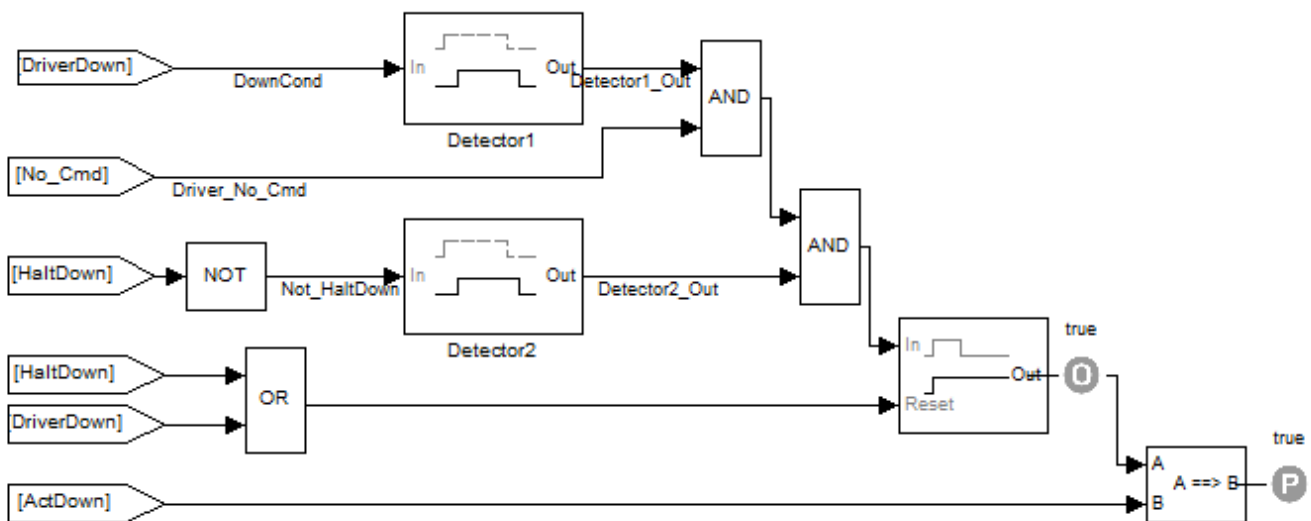 [DriverDown]
DownCond
In
Out
Detector1
Detector1_Out
AND
[No_Cmd]
Driver_No_Cmd
[HaltDown]
NOT
Not_HaltDown
In
Out
Detector2
Detector2_Out
AND
[HaltDown]
[DriverDown]
OR
In
Out
Reset
true
O
[ActDown]
A
A ==> B
B
true
P